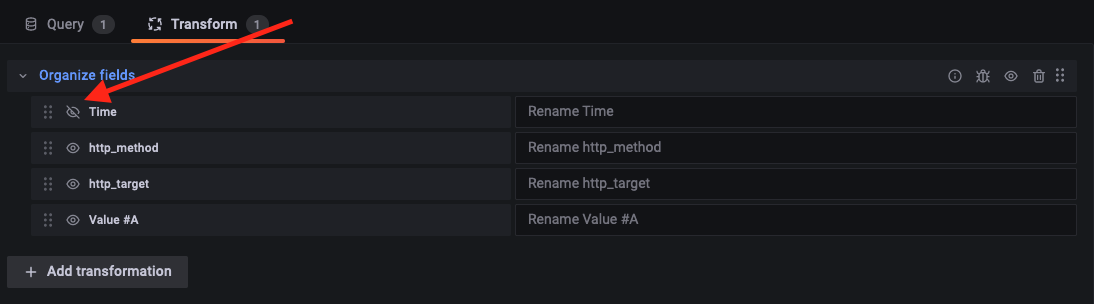 Query 1 Transform 1
Organize fields
Time Rename Time
http_method Rename http_method
http_target Rename http_target
Value #A Rename Value #A
Add transformation